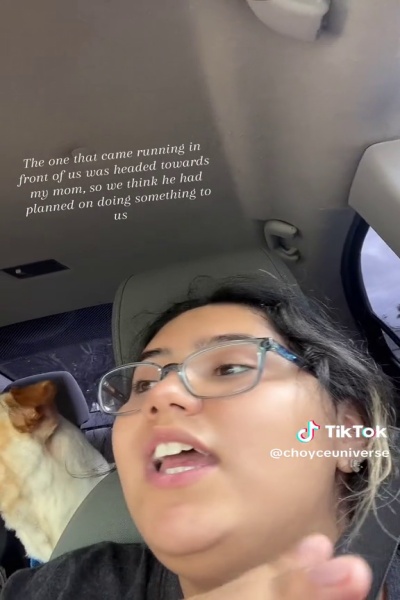 The one that came running in
front of us was headed towards
my mom, so we think he had
planned on doing something to
us
TikTok
@choyceuniverse